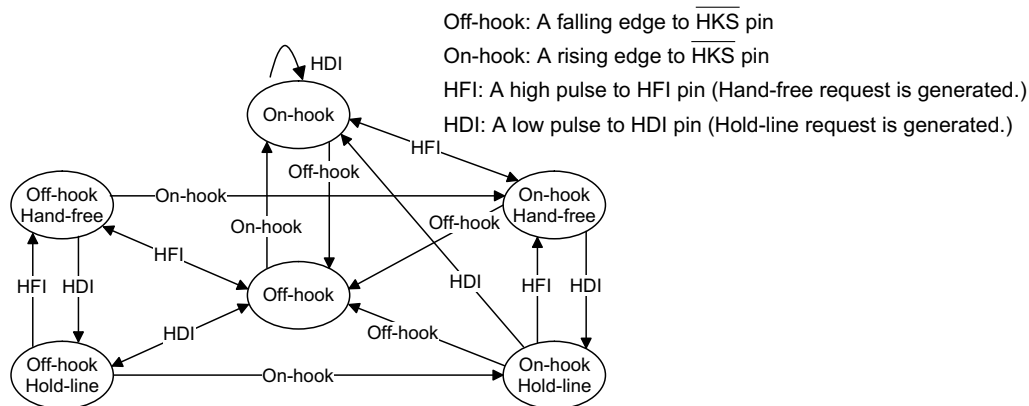 Off-hook: A falling edge to HKS pin
On-hook: A rising edge to HKS pin
HFI: A high pulse to HFI pin (Hand-free request is generated.)
HDI: A low pulse to HDI pin (Hold-line request is generated.)
HDI
On-hook
HFI
Off-hook
Off-hook
Hand-free
On-hook
On-hook
Hand-free
Off-hook
On-hook
HFI
HFI
HDI
HDI
HFI
HDI
Off-hook
HDI
Off-hook
Off-hook
Hold-line
On-hook
On-hook
Hold-line